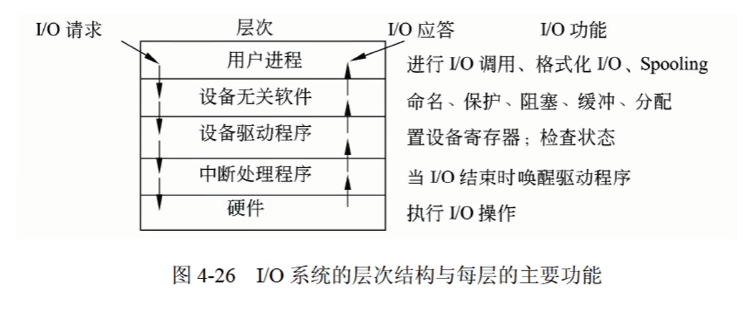 I/O 请求 层次 I/O 应答 I/O 功能
用户进程 进行 I/O 调用、格式化 I/O、Spooling
设备无关软件 命名、保护、阻塞、缓冲、分配
设备驱动程序 置设备寄存器；检查状态
中断处理程序 当 I/O 结束时唤醒驱动程序
硬件 执行 I/O 操作
图 4-26 I/O 系统的层次结构与每层的主要功能